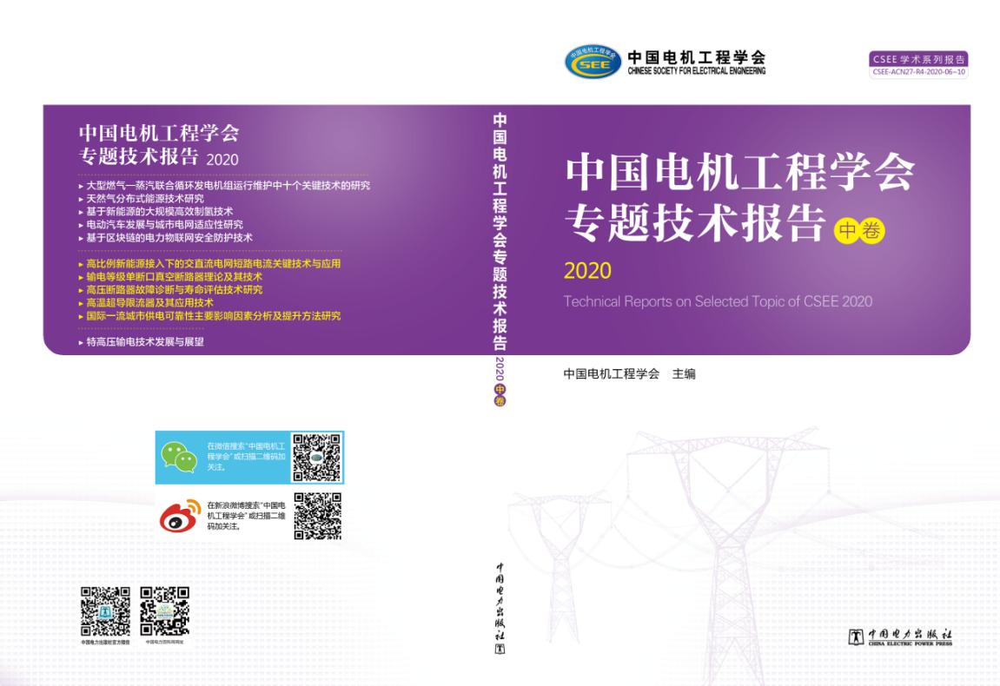 中国电机工程学会
专题技术报告 2020
▸ 大型燃气—蒸汽联合循环发电机组运行维护中十个关键技术的研究
▸ 天然气分布式能源技术研究
▸ 基于新能源的大规模高效制氢技术
▸ 电动汽车发展与城市电网适应性研究
▸ 基于区块链的电力物联网安全防护技术
▸ 高比例新能源接入下的交直流电网短路电流关键技术与应用
▸ 输电等级单断口真空断路器理论及其技术
▸ 高压断路器故障诊断与寿命评估技术研究
▸ 高温超导限流器及其应用技术
▸ 国际一流城市供电可靠性主要影响因素分析及提升方法研究
▸ 特高压输电技术发展与展望
在微信搜索“中国电机工
程学会”或扫描二维码加
关注。
在新浪微博搜索“中国电
机工程学会”或扫描二维
码加关注。
中国电力出版社官方微信
中国电力百科网网址
中国电机工程学会专题技术报告 2020 中卷
中国电力出版社
中国电机工程学会
CSEE
中国电机工程学会
CHINESE SOCIETY FOR ELECTRICAL ENGINEERING
CSEE 学术系列报告
CSEE-ACN27-R4-2020-06~10
中国电机工程学会
专题技术报告 中卷
2020
Technical Reports on Selected Topic of CSEE 2020
中国电机工程学会 主编
中国电力出版社
CHINA ELECTRIC POWER PRESS